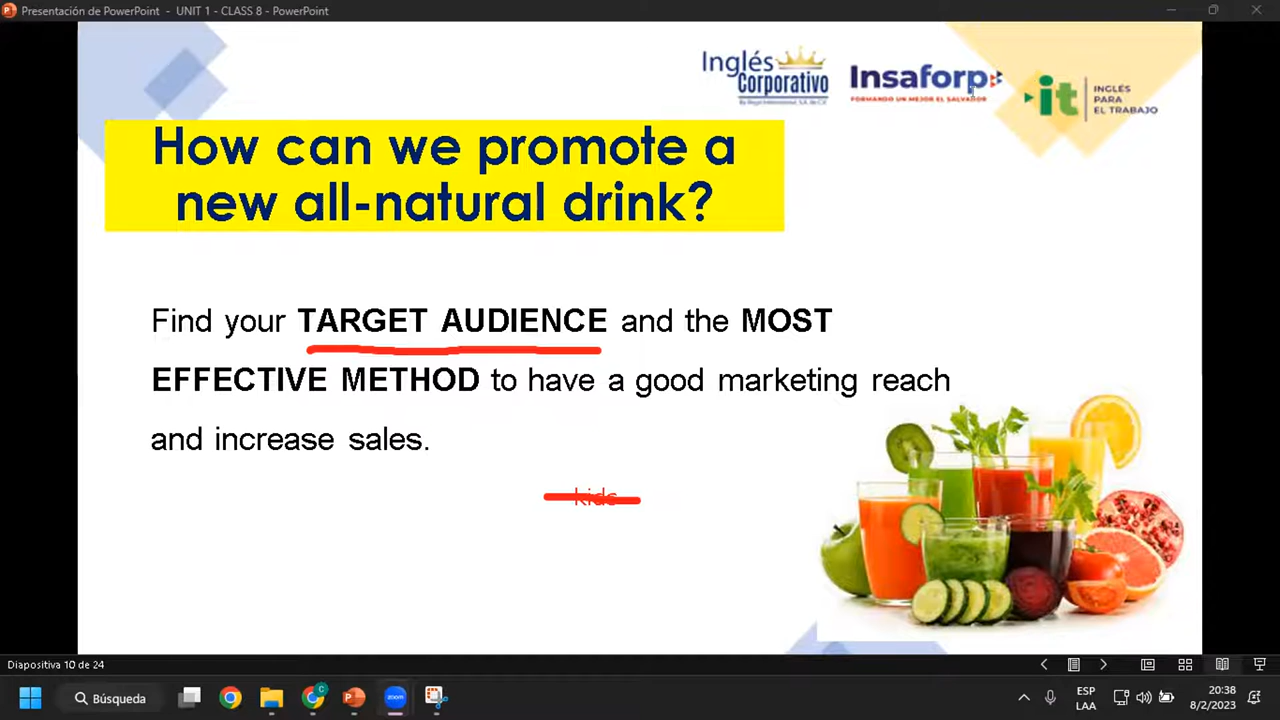 Presentación de PowerPoint - UNIT 1 - CLASS 8 - PowerPoint
Inglés
Corporativo
Insaforp
FORMANDO UN MEJOR EL SALVADOR
it
INGLÉS
PARA
EL TRABAJO
How can we promote a
new all-natural drink?
Find your TARGET AUDIENCE and the MOST
EFFECTIVE METHOD to have a good marketing reach
and increase sales.
kids
Diapositiva 10 de 24
Búsqueda
zoom
ESP
LAA
20:38
8/2/2023